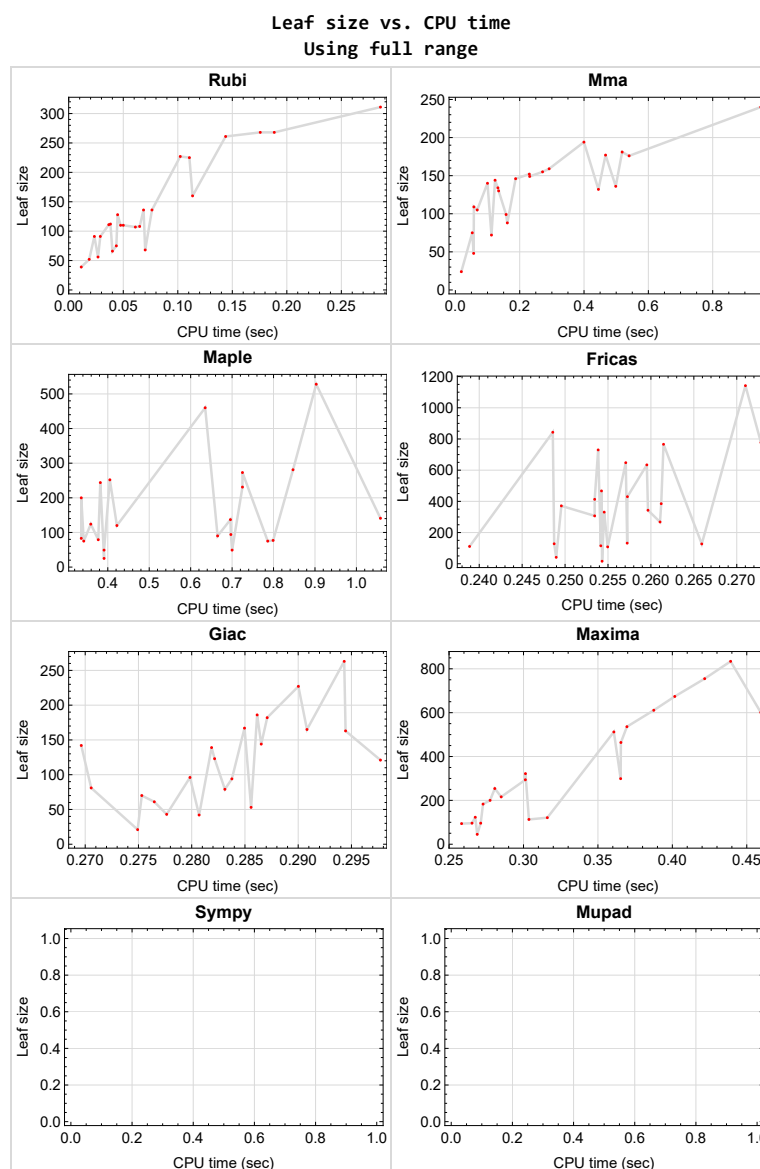 Leaf size vs. CPU time
Using full range
Rubi
300
250
200
150
100
50
0
Leaf size
0.00 0.05 0.10 0.15 0.20 0.25
CPU time (sec)
Mma
250
200
150
100
50
0
Leaf size
0.0 0.2 0.4 0.6 0.8
CPU time (sec)
Maple
500
400
300
200
100
0
Leaf size
0.4 0.5 0.6 0.7 0.8 0.9 1.0
CPU time (sec)
Fricas
1200
1000
800
600
400
200
0
Leaf size
0.240 0.245 0.250 0.255 0.260 0.265 0.270
CPU time (sec)
Giac
250
200
150
100
50
0
Leaf size
0.270 0.275 0.280 0.285 0.290 0.295
CPU time (sec)
Maxima
800
600
400
200
0
Leaf size
0.25 0.30 0.35 0.40 0.45
CPU time (sec)
Sympy
1.0
0.8
0.6
0.4
0.2
0.0
Leaf size
0.0 0.2 0.4 0.6 0.8 1.0
CPU time (sec)
Mupad
1.0
0.8
0.6
0.4
0.2
0.0
Leaf size
0.0 0.2 0.4 0.6 0.8
CPU time (sec)